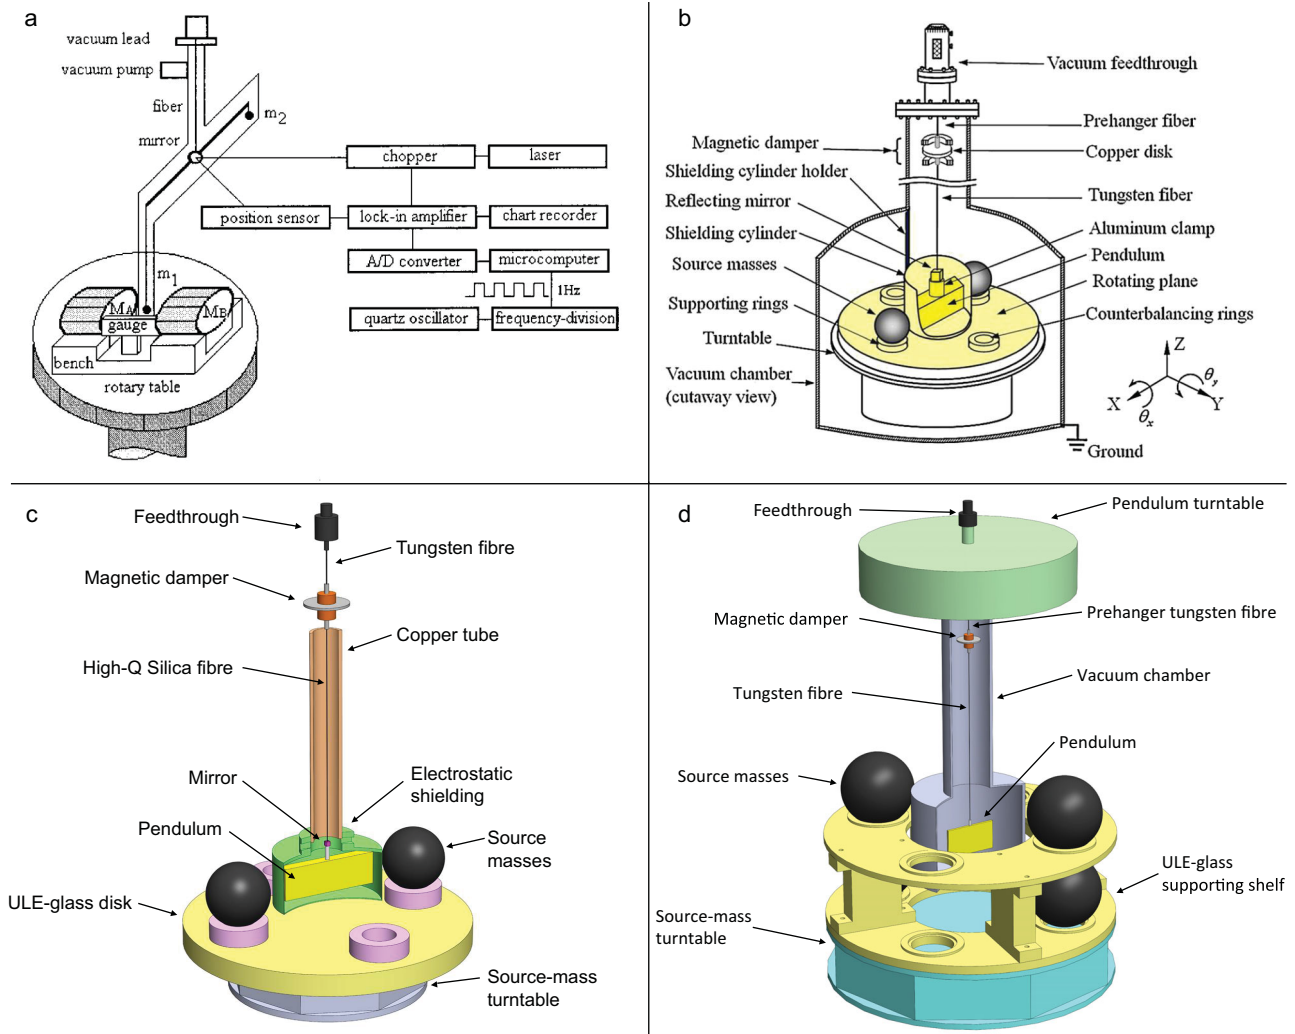 a
vacuum lead
vacuum pump
fiber
m2
mirror
chopper
laser
position sensor
lock-in amplifier
chart recorder
A/D converter
microcomputer
m1
1Hz
quartz oscillator
frequency-division
MA
MB
gauge
bench
rotary table
b
Vacuum feedthrough
Prehanger fiber
Magnetic damper
Copper disk
Shielding cylinder holder
Reflecting mirror
Tungsten fiber
Shielding cylinder
Aluminum clamp
Source masses
Pendulum
Rotating plane
Supporting rings
Counterbalancing rings
Turntable
Vacuum chamber
(cutaway view)
Z
X
Y
θx
θy
Ground
c
Feedthrough
Tungsten fibre
Magnetic damper
Copper tube
High-Q Silica fibre
Mirror
Electrostatic
shielding
Pendulum
Source
masses
ULE-glass disk
Source-mass
turntable
d
Feedthrough
Pendulum turntable
Magnetic damper
Prehanger tungsten fibre
Tungsten fibre
Vacuum chamber
Pendulum
Source masses
ULE-glass
supporting shelf
Source-mass
turntable